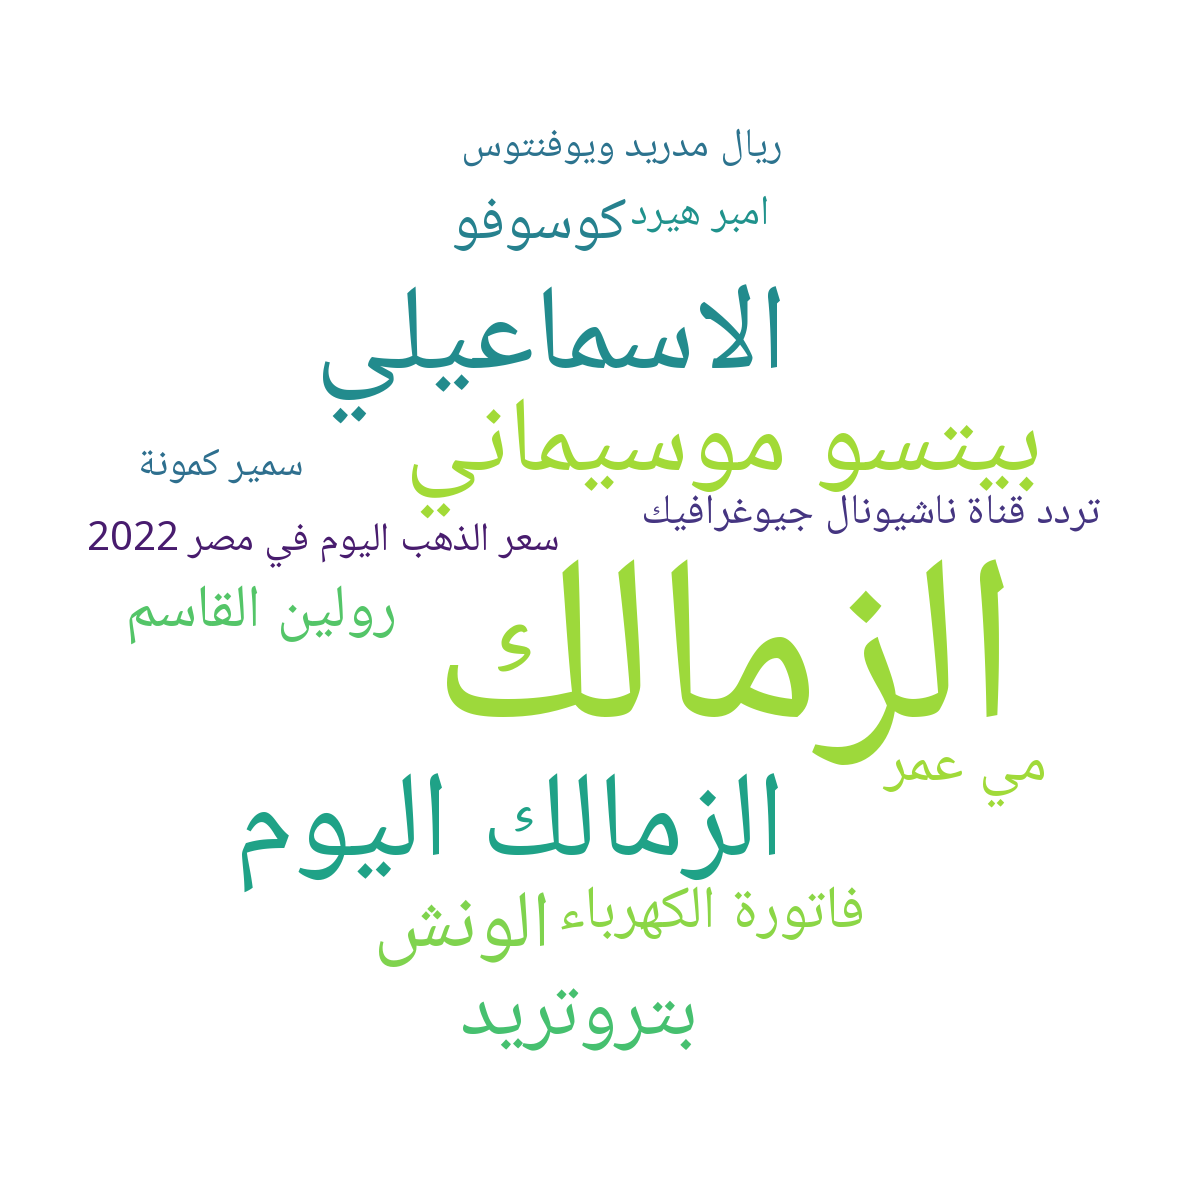 ريال مدريد ويوفنتوس
امبر هيرد
كوسوفو
الاسماعيلي
بيتسو موسيماني
سمير كمونة
تردد قناة ناشيونال جيوغرافيك
سعر الذهب اليوم في مصر 2022
رولين القاسم
الزمالك
مي عمر
الزمالك اليوم
فاتورة الكهرباء
الونش
بتروتريد